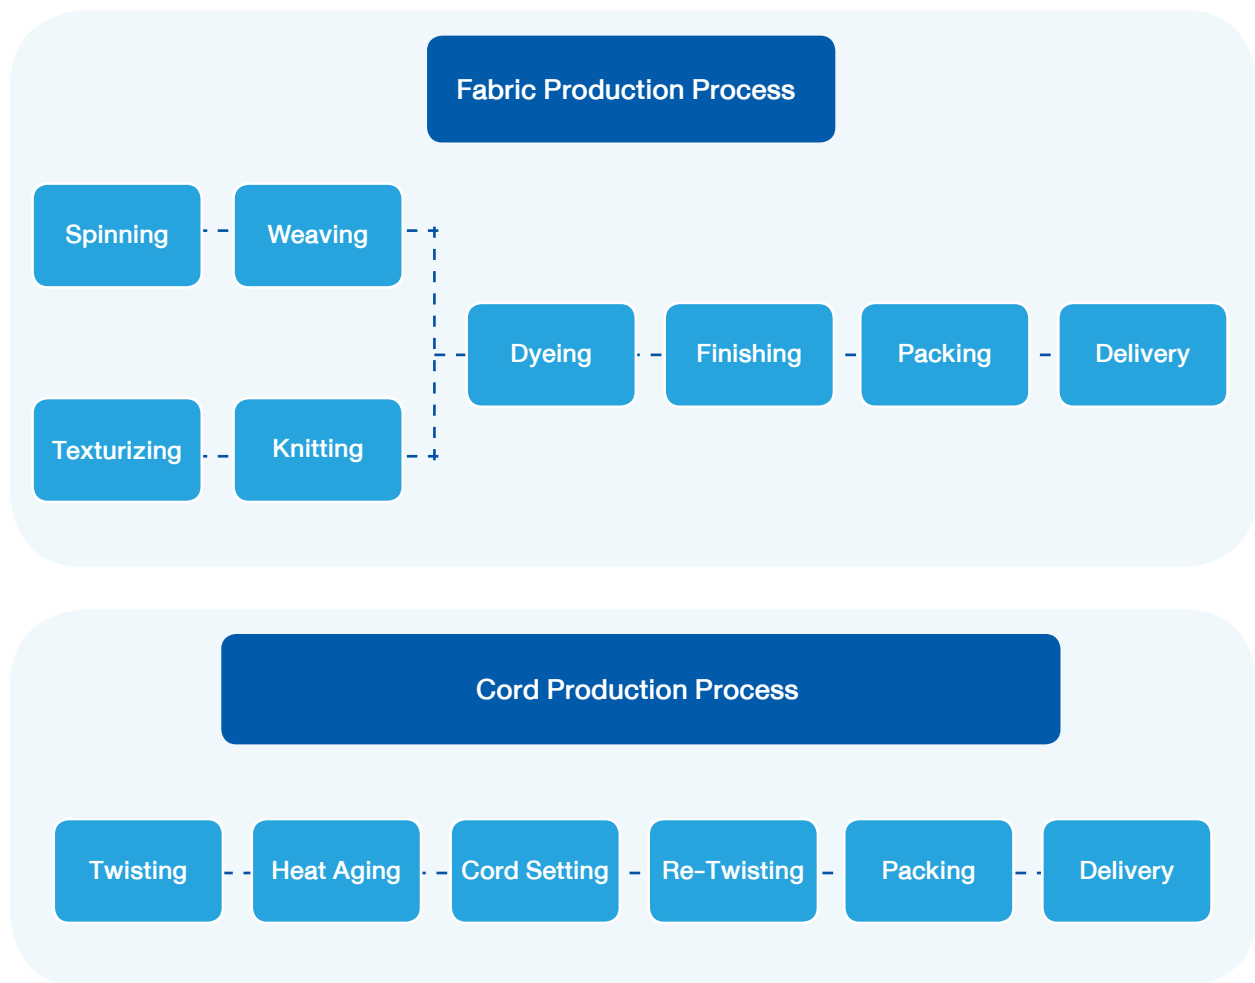 Fabric Production Process
Spinning
Weaving
Texturizing
Knitting
Dyeing
Finishing
Packing
Delivery
Cord Production Process
Twisting
Heat Aging
Cord Setting
Re-Twisting
Packing
Delivery